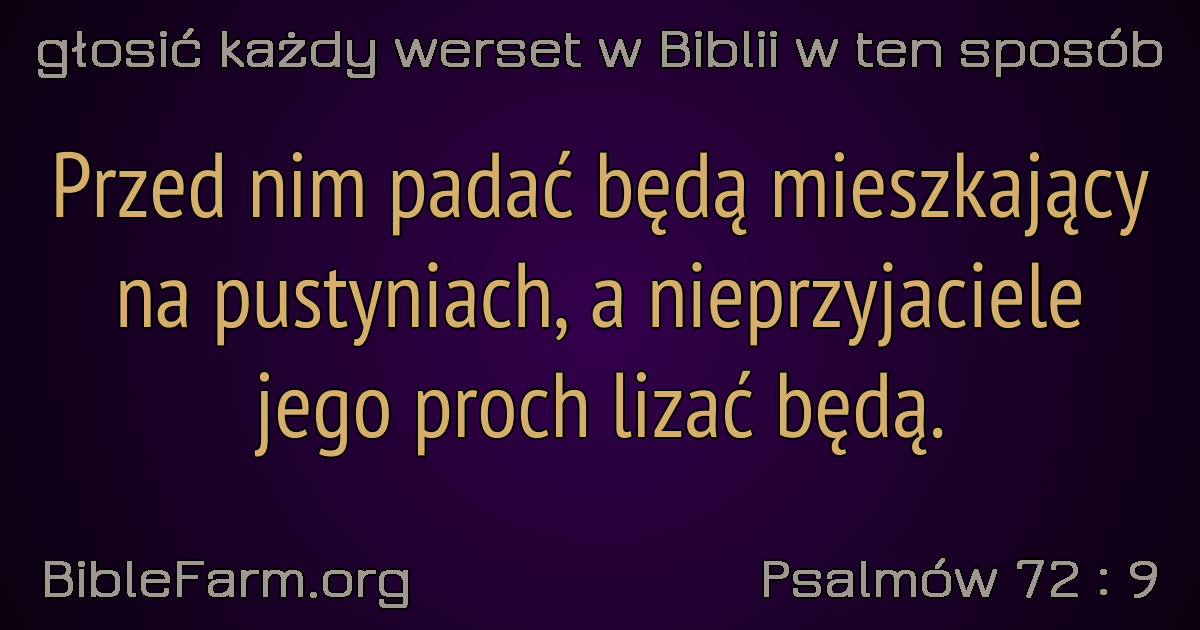 głosić każdy werset w Biblii w ten sposób
Przed nim padać będą mieszkający
na pustyniach, a nieprzyjaciele
jego proch lizać będą.
BibleFarm.org
Psalmów 72 : 9